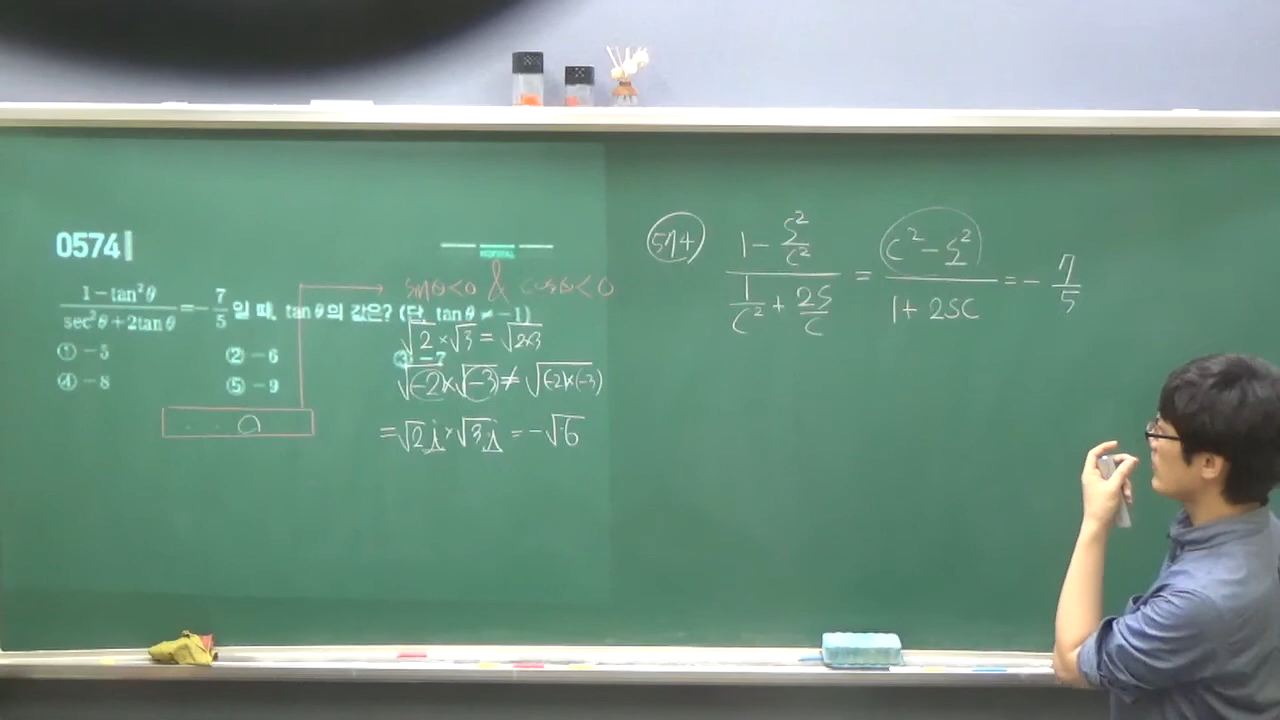 0574
sinθ<0 & cosθ<0
(1-tan²θ)/(sec²θ+2tanθ)=-7/5일 때, tanθ의 값은? (단, tanθ≠-1)
① -5 ② -6 ③ -7
④ -8 ⑤ -9
√2×√3=√2×3
√-2×√-3≠√(-2)×(-3)
=√2i×√3i=-√6
574
(1-S²/C²)/(1/C²+2S/C)=(C²-S²)/(1+2SC)=-7/5